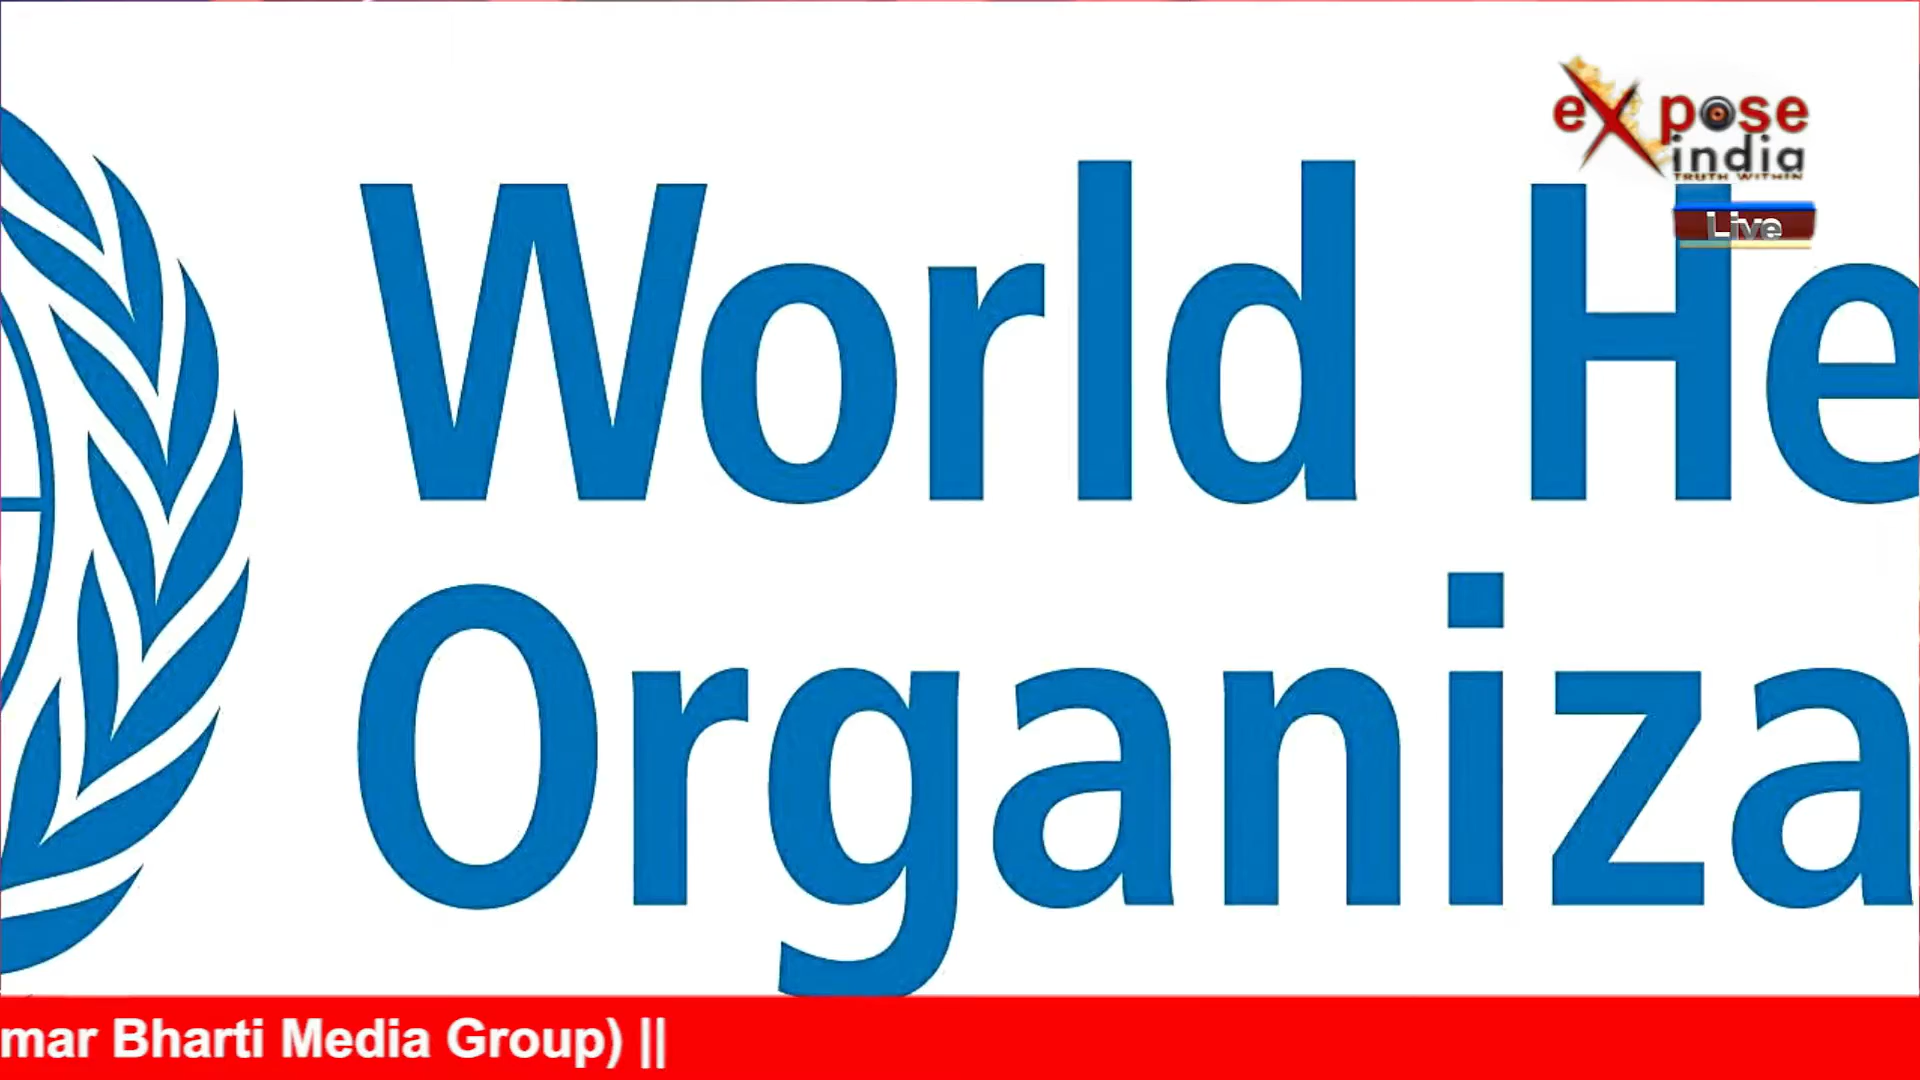 eXpose
india
TRUTH WITHIN
Live
World He
Organiza
mar Bharti Media Group) ||